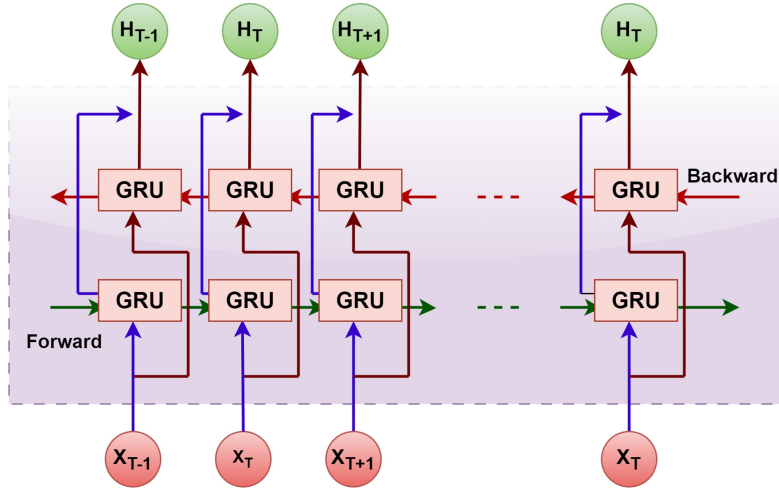 H_{T-1} H_T H_{T+1} H_T
GRU GRU GRU GRU Backward
GRU GRU GRU GRU
Forward
X_{T-1} X_T X_{T+1} X_T